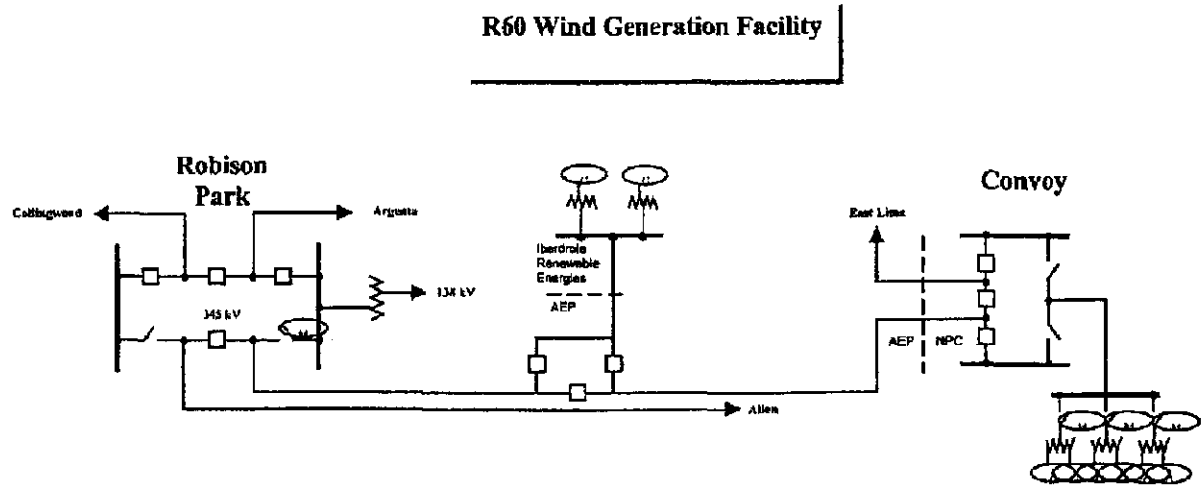 R60 Wind Generation Facility
Robison
Park
Convoy
Collingwood
Argenta
East Lima
Iberdrola
Renewable
Energies
AEP
138 kV
345 kV
AEP
NPC
Allen
M
G
G